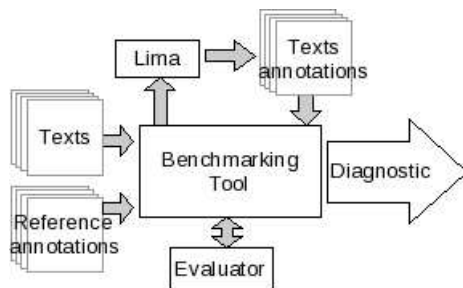 Lima
Texts
annotations
Texts
Benchmarking
Tool
Diagnostic
Reference
annotations
Evaluator